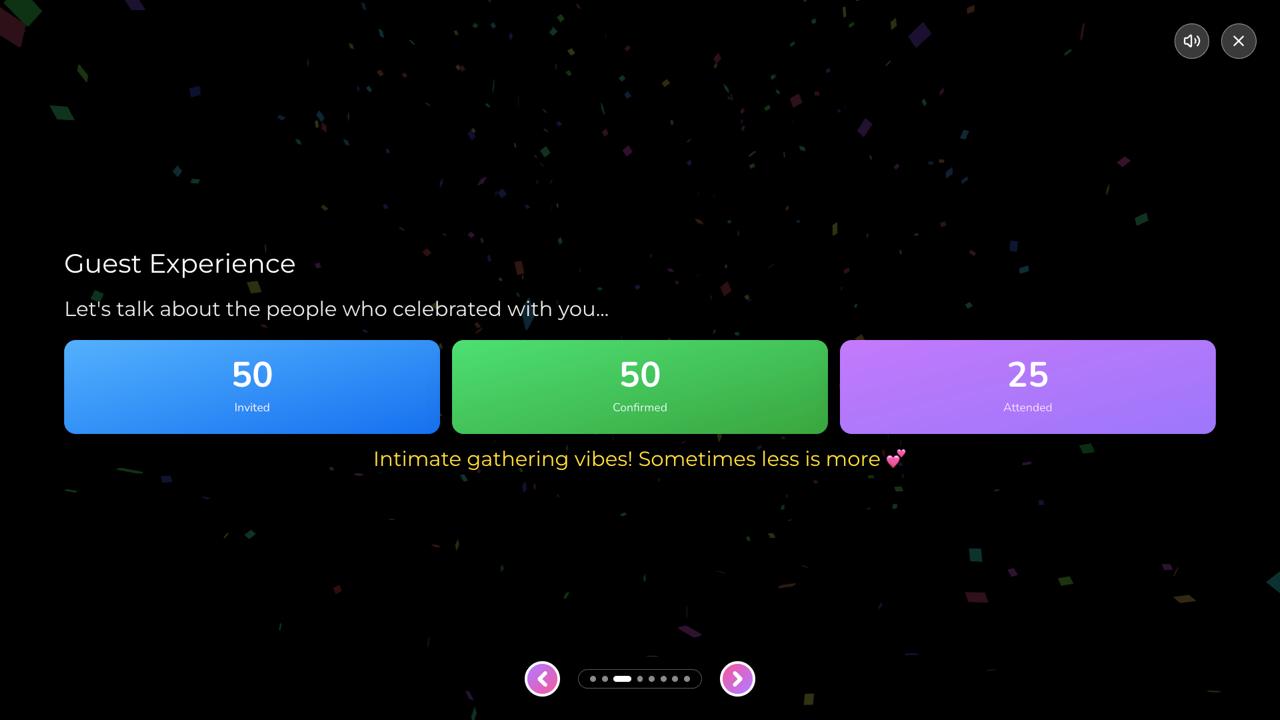 Guest Experience
Let's talk about the people who celebrated with you...
50
Invited
50
Confirmed
25
Attended
Intimate gathering vibes! Sometimes less is more 💕